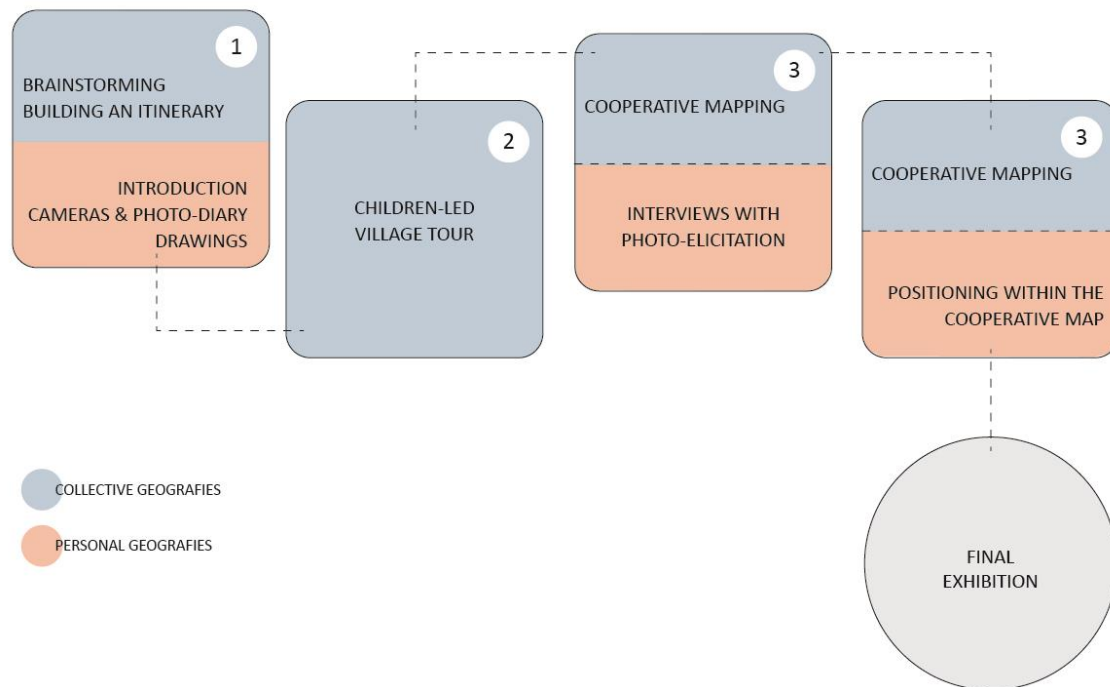 1
BRAINSTORMING
BUILDING AN ITINERARY
INTRODUCTION
CAMERAS & PHOTO-DIARY
DRAWINGS
2
CHILDREN-LED
VILLAGE TOUR
3
COOPERATIVE MAPPING
INTERVIEWS WITH
PHOTO-ELICITATION
3
COOPERATIVE MAPPING
POSITIONING WITHIN THE
COOPERATIVE MAP
COLLECTIVE GEOGRAFIES
PERSONAL GEOGRAFIES
FINAL
EXHIBITION